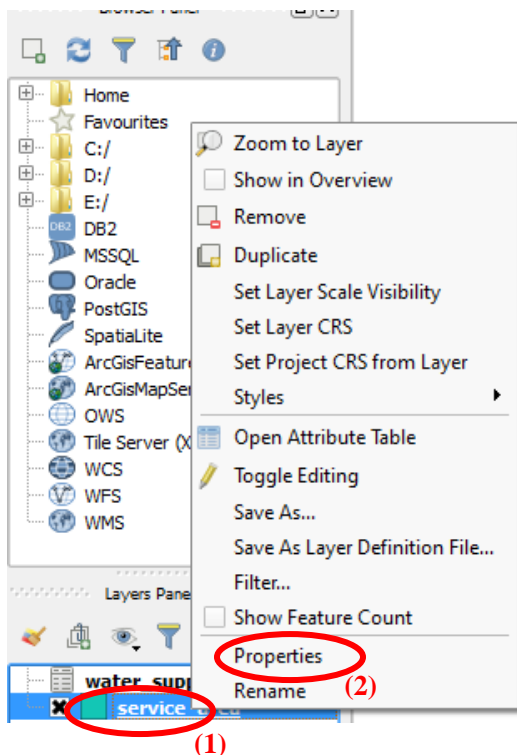 Browser Panel
Home
Favourites
C:/
D:/
E:/
DB2
DB2
MSSQL
Oracle
PostGIS
SpatiaLite
ArcGisFeatur
ArcGisMapSer
OWS
Tile Server (X
WCS
WFS
WMS
Zoom to Layer
Show in Overview
Remove
Duplicate
Set Layer Scale Visibility
Set Layer CRS
Set Project CRS from Layer
Styles
Open Attribute Table
Toggle Editing
Save As...
Save As Layer Definition File...
Filter...
Show Feature Count
Properties
Rename
(2)
Layers Pane
water_supp
service_area
(1)